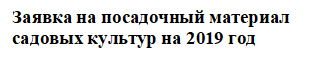 Заявка на посадочный материал
садовых культур на 2019 год